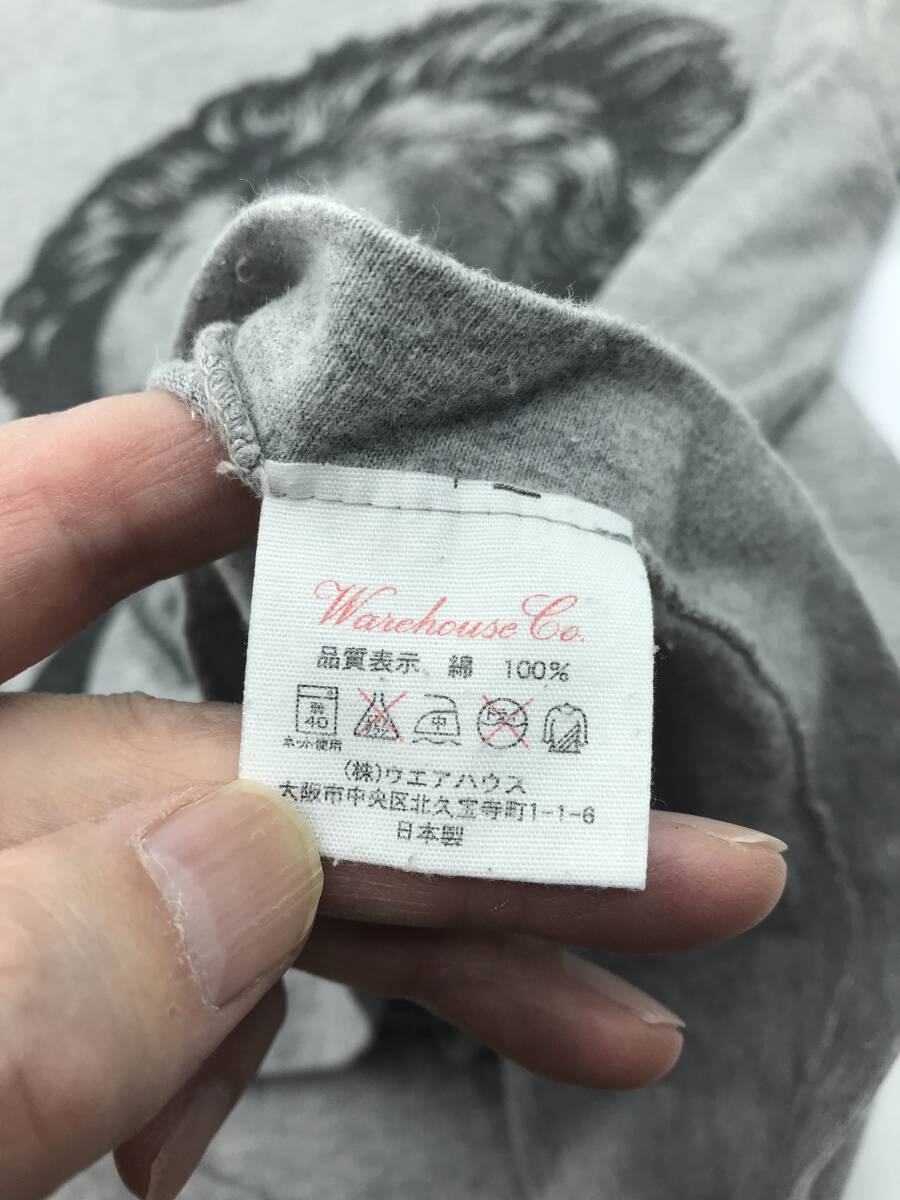 Warehouse Co.
品質表示 綿 100%
弱 40 中
ネット使用
(株)ウエアハウス
大阪市中央区北久宝寺町1-1-6
日本製